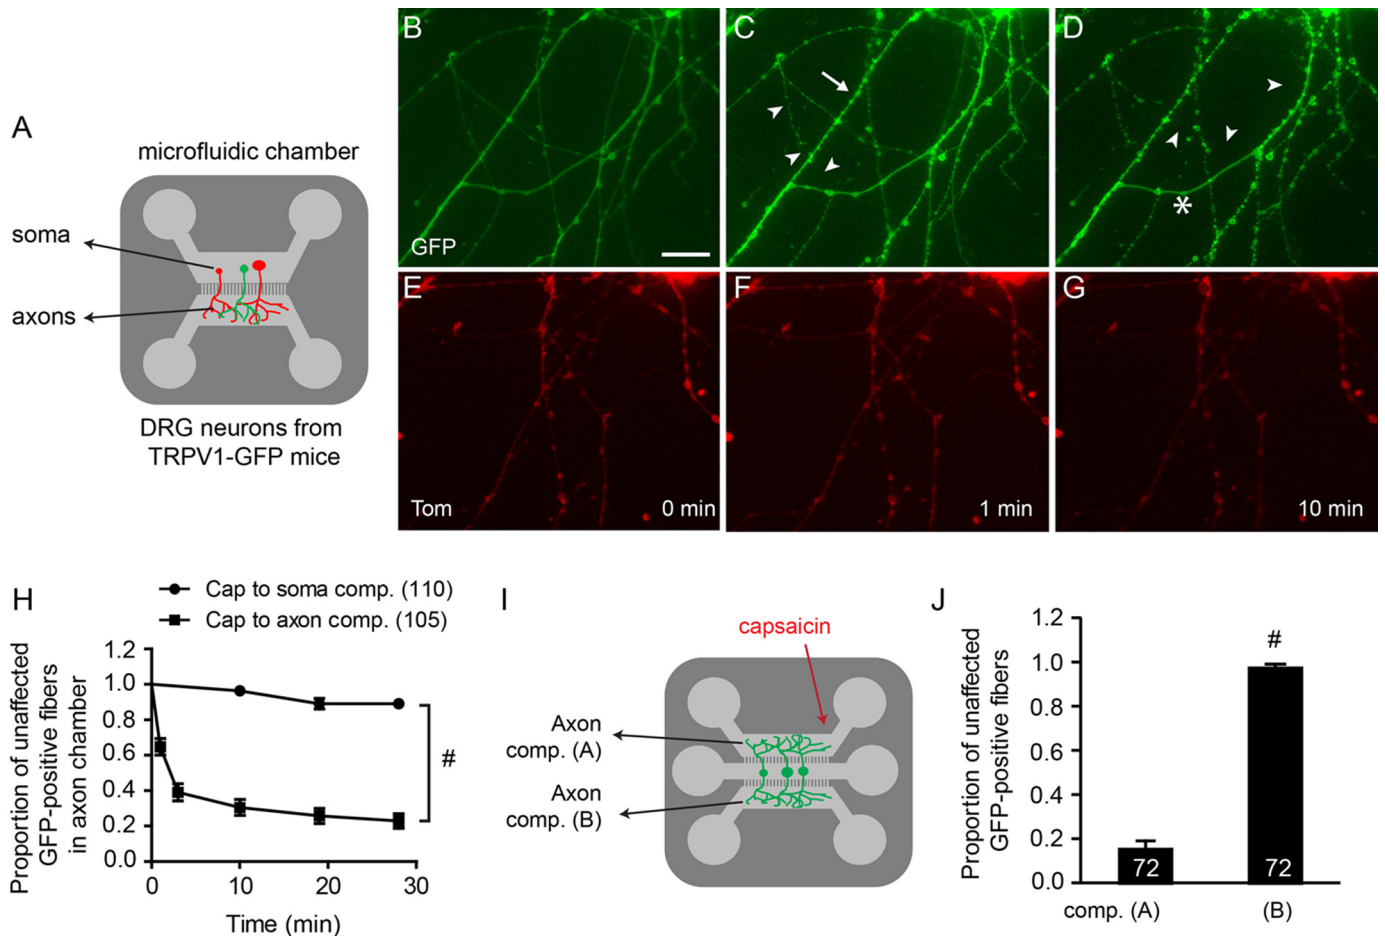 A
microfluidic chamber
soma
axons
DRG neurons from
TRPV1-GFP mice
B
GFP
C
D
*
E
Tom
0 min
F
1 min
G
10 min
H
Cap to soma comp. (110)
Cap to axon comp. (105)
Proportion of unaffected
GFP-positive fibers
in axon chamber
1.2
1.0
0.8
0.6
0.4
0.2
0.0
0
10
20
30
Time (min)
#
I
capsaicin
Axon
comp. (A)
Axon
comp. (B)
J
Proportion of unaffected
GFP-positive fibers
1.2
1.0
0.8
0.6
0.4
0.2
0.0
#
72
72
comp. (A)
(B)